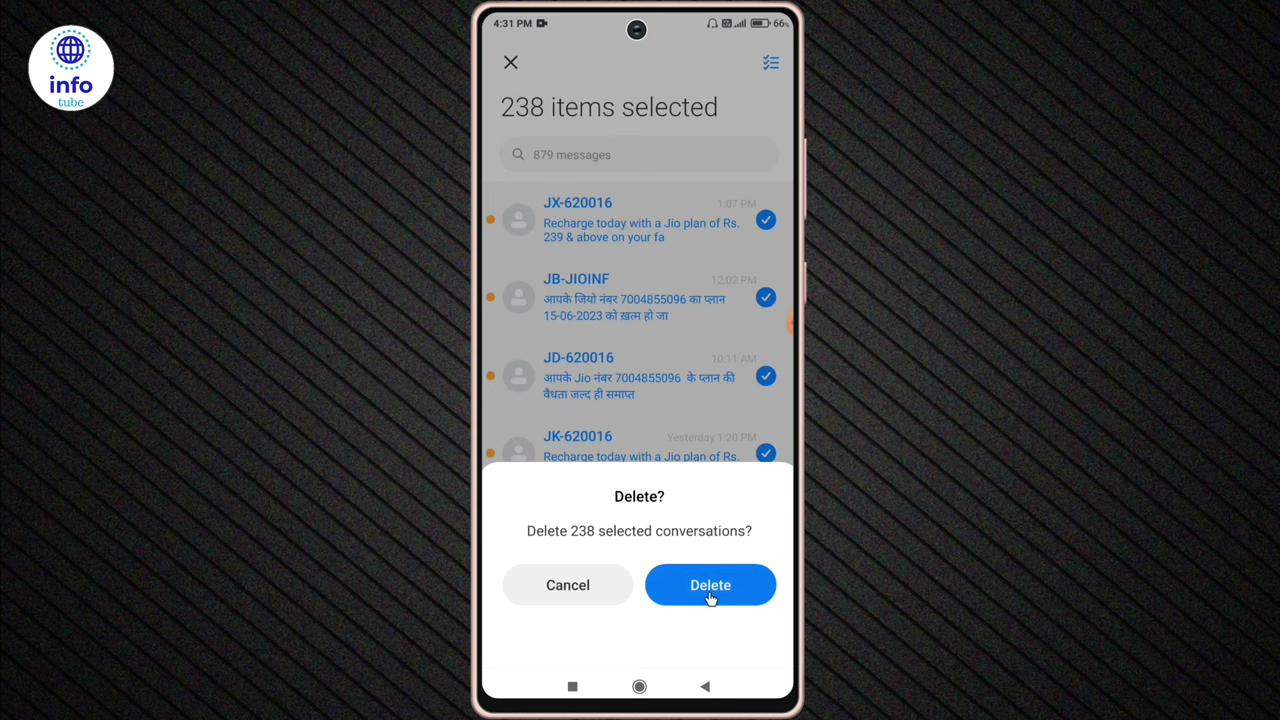 info
tube
4:31 PM
66%
238 items selected
879 messages
JX-620016
1:07 PM
Recharge today with a Jio plan of Rs.
239 & above on your fa
JB-JIOINF
12:02 PM
आपके जियो नंबर 7004855096 का प्लान
15-06-2023 को ख़त्म हो जा
JD-620016
10:11 AM
आपके Jio नंबर 7004855096 के प्लान की
वैधता जल्द ही समाप्त
JK-620016
Yesterday 1:20 PM
Recharge today with a Jio plan of Rs.
Delete?
Delete 238 selected conversations?
Cancel
Delete